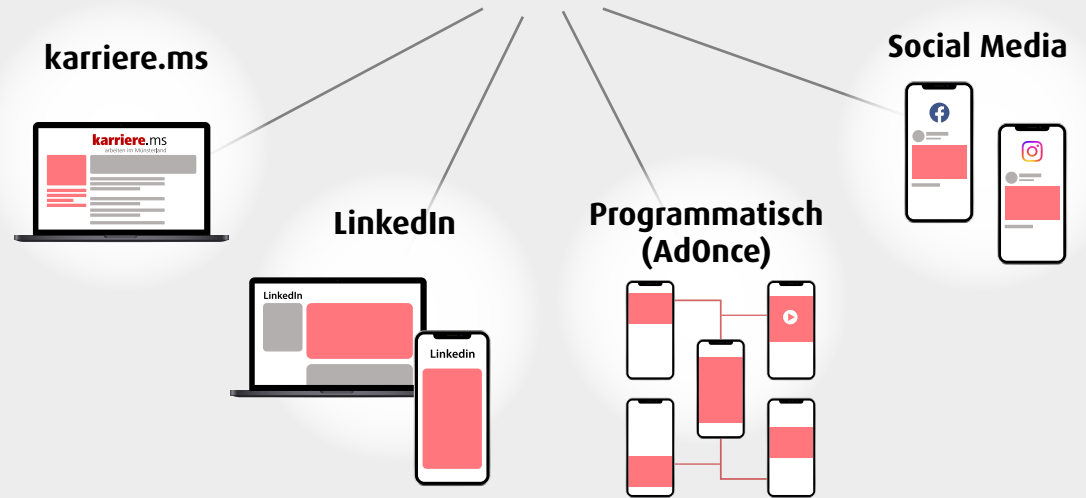 karriere.ms
karriere.ms
arbeiten im Münsterland
LinkedIn
LinkedIn
Linkedin
Programmatisch
(AdOnce)
Social Media